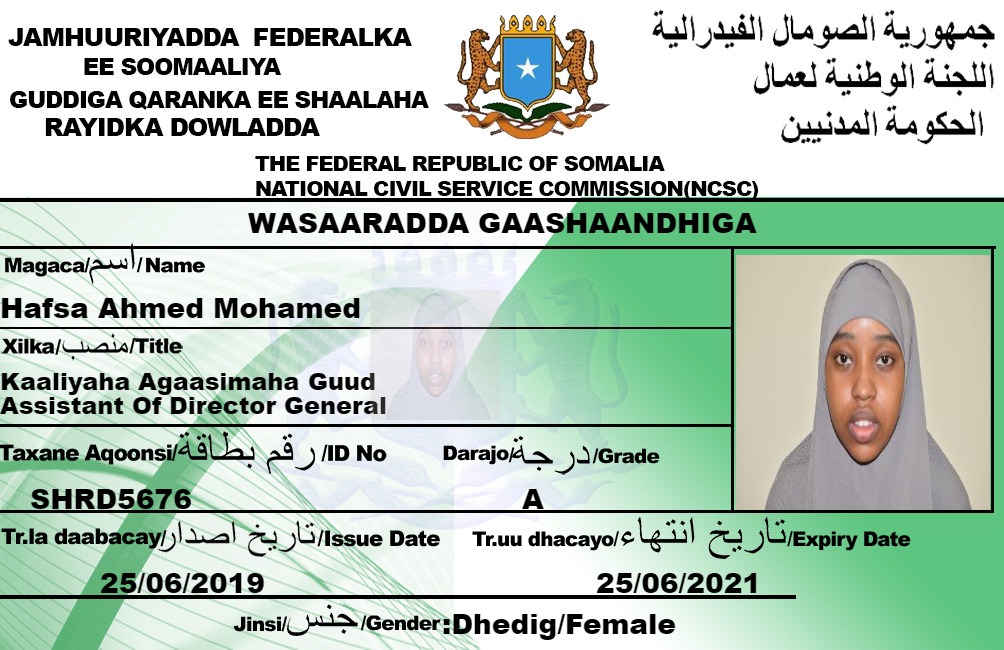 JAMHUURIYADDA FEDERALKA
EE SOOMAALIYA
GUDDIGA QARANKA EE SHAALAHA
RAYIDKA DOWLADDA
جمهورية الصومال الفيدرالية
اللجنة الوطنية لعمال
الحكومة المدنيين
THE FEDERAL REPUBLIC OF SOMALIA
NATIONAL CIVIL SERVICE COMMISSION(NCSC)
WASAARADDA GAASHAANDHIGA
Magaca/اسم/Name
Hafsa Ahmed Mohamed
Xilka/منصب/Title
Kaaliyaha Agaasimaha Guud
Assistant Of Director General
Taxane Aqoonsi/رقم بطاقة/ID No
Darajo/درجة/Grade
SHRD5676
A
Tr.la daabacay/تاريخ اصدار/Issue Date
Tr.uu dhacayo/تاريخ انتهاء/Expiry Date
25/06/2019
25/06/2021
Jinsi/جنس/Gender:Dhedig/Female